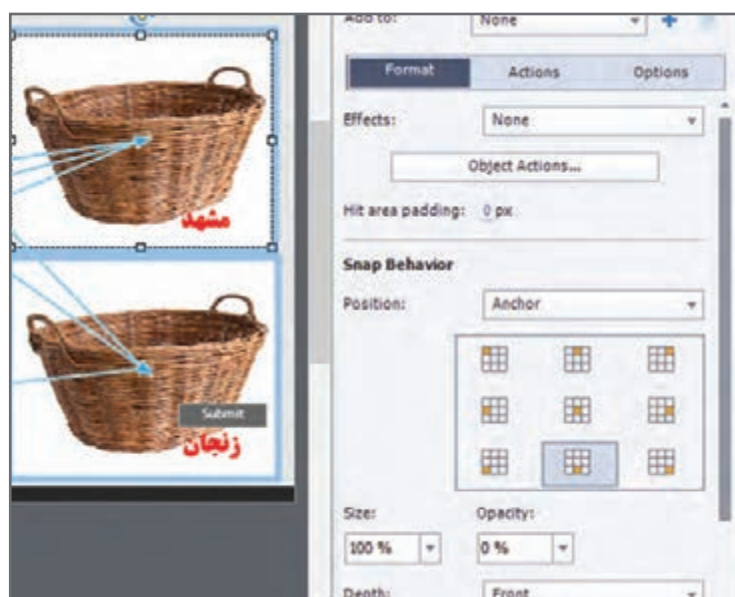 Add to:
None
Format
Actions
Options
Effects:
None
Object Actions...
Hit area padding:
0 px
Snap Behavior
Position:
Anchor
Size:
Opacity:
100 %
0 %
Depth:
Front
مشهد
Submit
زنجان